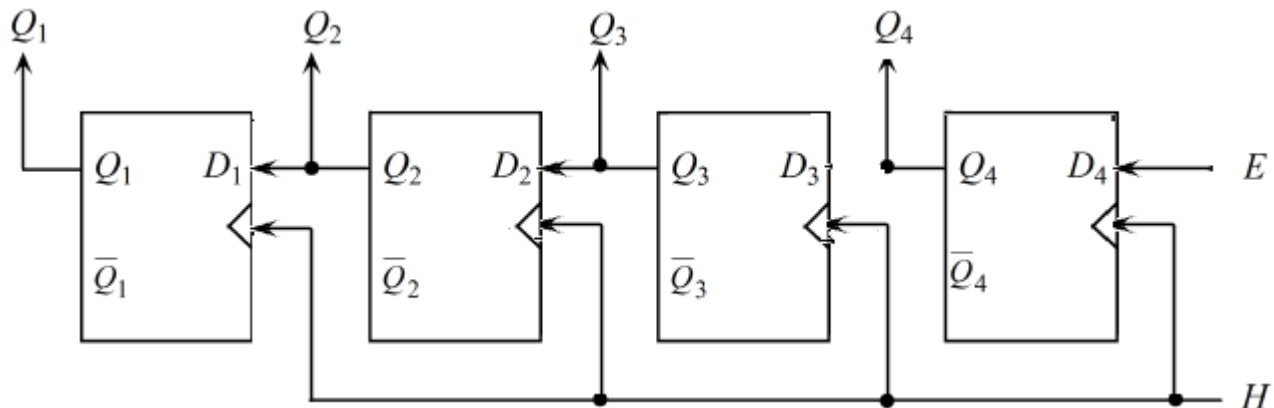 Q₁ Q₂ Q₃ Q₄
Q₁ D₁ Q₂ D₂ Q₃ D₃ Q₄ D₄ E
Q̅₁ Q̅₂ Q̅₃ Q̅₄
H